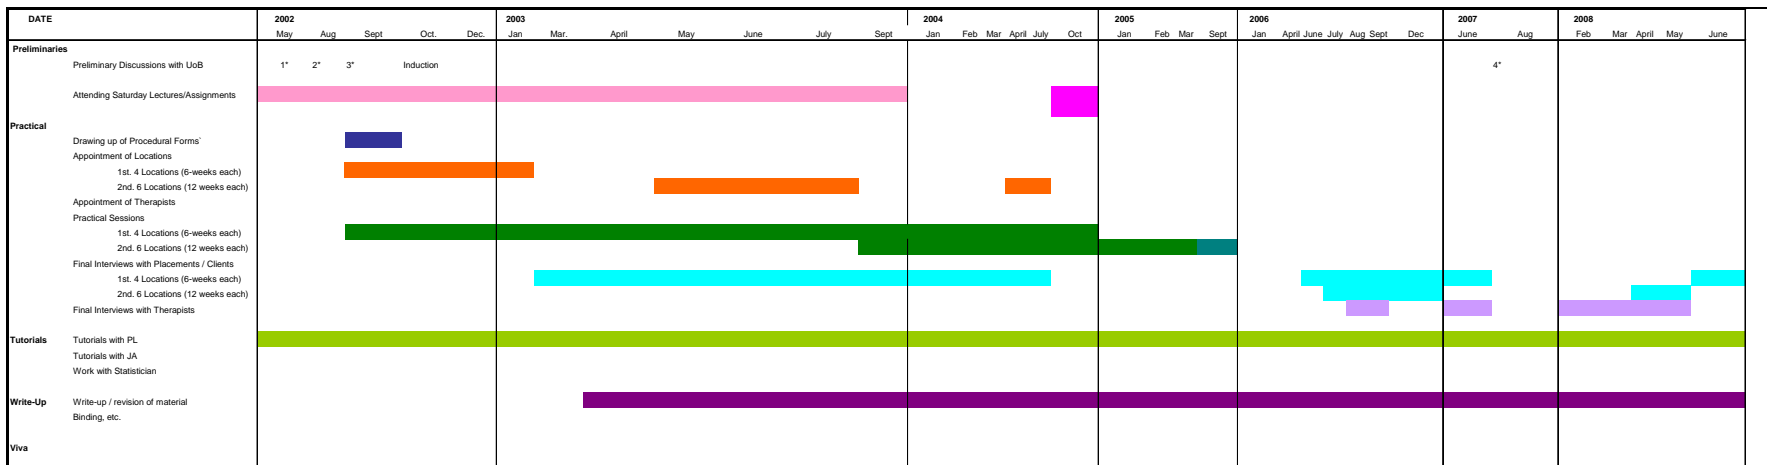 DATE 2002 2003 2004 2005 2006 2007 2008
May Aug Sept Oct. Dec. Jan Mar. April May June July Sept Jan Feb Mar April July Oct Jan Feb Mar Sept Jan April June July Aug Sept Dec June Aug Feb Mar April May June
Preliminaries
Preliminary Discussions with UoB 1* 2* 3* Induction 4*
Attending Saturday Lectures/Assignments
Practical
Drawing up of Procedural Forms`
Appointment of Locations
1st. 4 Locations (6-weeks each)
2nd. 6 Locations (12 weeks each)
Appointment of Therapists
Practical Sessions
1st. 4 Locations (6-weeks each)
2nd. 6 Locations (12 weeks each)
Final Interviews with Placements / Clients
1st. 4 Locations (6-weeks each)
2nd. 6 Locations (12 weeks each)
Final Interviews with Therapists
Tutorials Tutorials with PL
Tutorials with JA
Work with Statistician
Write-Up Write-up / revision of material
Binding, etc.
Viva